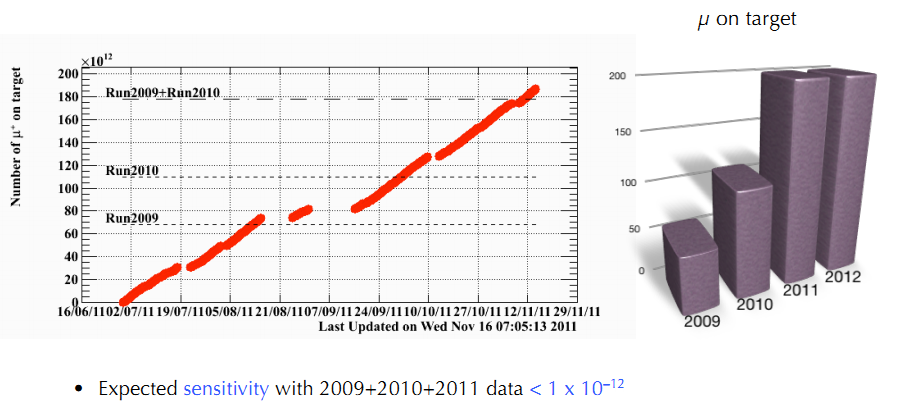 μ on target
×10¹²
Number of μ⁺ on target
200
180
160
140
120
100
80
60
40
20
0
Run2009+Run2010
Run2010
Run2009
16/06/11 02/07/11 19/07/11 05/08/11 21/08/11 07/09/11 24/09/11 10/10/11 27/10/11 12/11/11 29/11/11
Last Updated on Wed Nov 16 07:05:13 2011
200
150
100
50
0
2009
2010
2011
2012
• Expected sensitivity with 2009+2010+2011 data < 1 x 10⁻¹²